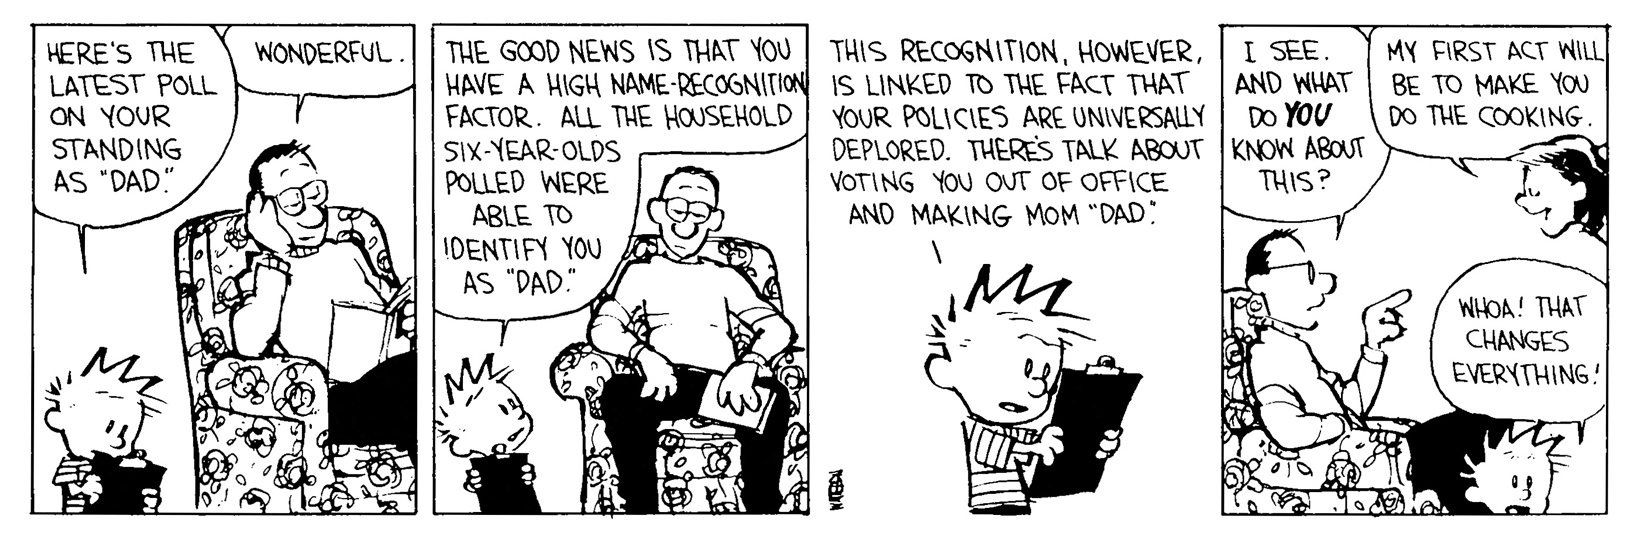 HERE'S THE
LATEST POLL
ON YOUR
STANDING
AS "DAD."
WONDERFUL.
THE GOOD NEWS IS THAT YOU
HAVE A HIGH NAME-RECOGNITION
FACTOR. ALL THE HOUSEHOLD
SIX-YEAR-OLDS
POLLED WERE
ABLE TO
IDENTIFY YOU
AS "DAD."
THIS RECOGNITION, HOWEVER,
IS LINKED TO THE FACT THAT
YOUR POLICIES ARE UNIVERSALLY
DEPLORED. THERE'S TALK ABOUT
VOTING YOU OUT OF OFFICE
AND MAKING MOM "DAD."
WATTERSON
I SEE.
AND WHAT
DO YOU
KNOW ABOUT
THIS?
MY FIRST ACT WILL
BE TO MAKE YOU
DO THE COOKING.
WHOA! THAT
CHANGES
EVERYTHING!